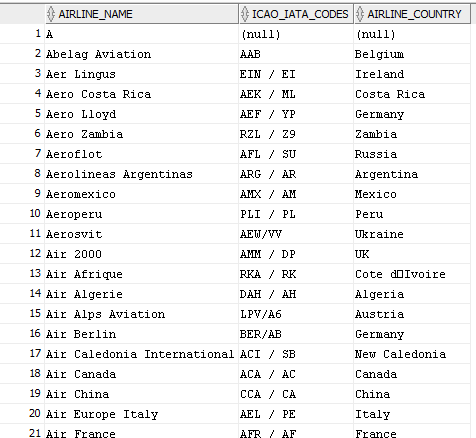 AIRLINE_NAME ICAO_IATA_CODES AIRLINE_COUNTRY
1 A (null) (null)
2 Abelag Aviation AAB Belgium
3 Aer Lingus EIN / EI Ireland
4 Aero Costa Rica AEK / ML Costa Rica
5 Aero Lloyd AEF / YP Germany
6 Aero Zambia RZL / Z9 Zambia
7 Aeroflot AFL / SU Russia
8 Aerolineas Argentinas ARG / AR Argentina
9 Aeromexico AMX / AM Mexico
10 Aeroperu PLI / PL Peru
11 Aerosvit AEW/VV Ukraine
12 Air 2000 AMM / DP UK
13 Air Afrique RKA / RK Cote d□Ivoire
14 Air Algerie DAH / AH Algeria
15 Air Alps Aviation LPV/A6 Austria
16 Air Berlin BER/AB Germany
17 Air Caledonia International ACI / SB New Caledonia
18 Air Canada ACA / AC Canada
19 Air China CCA / CA China
20 Air Europe Italy AEL / PE Italy
21 Air France AFR / AF France